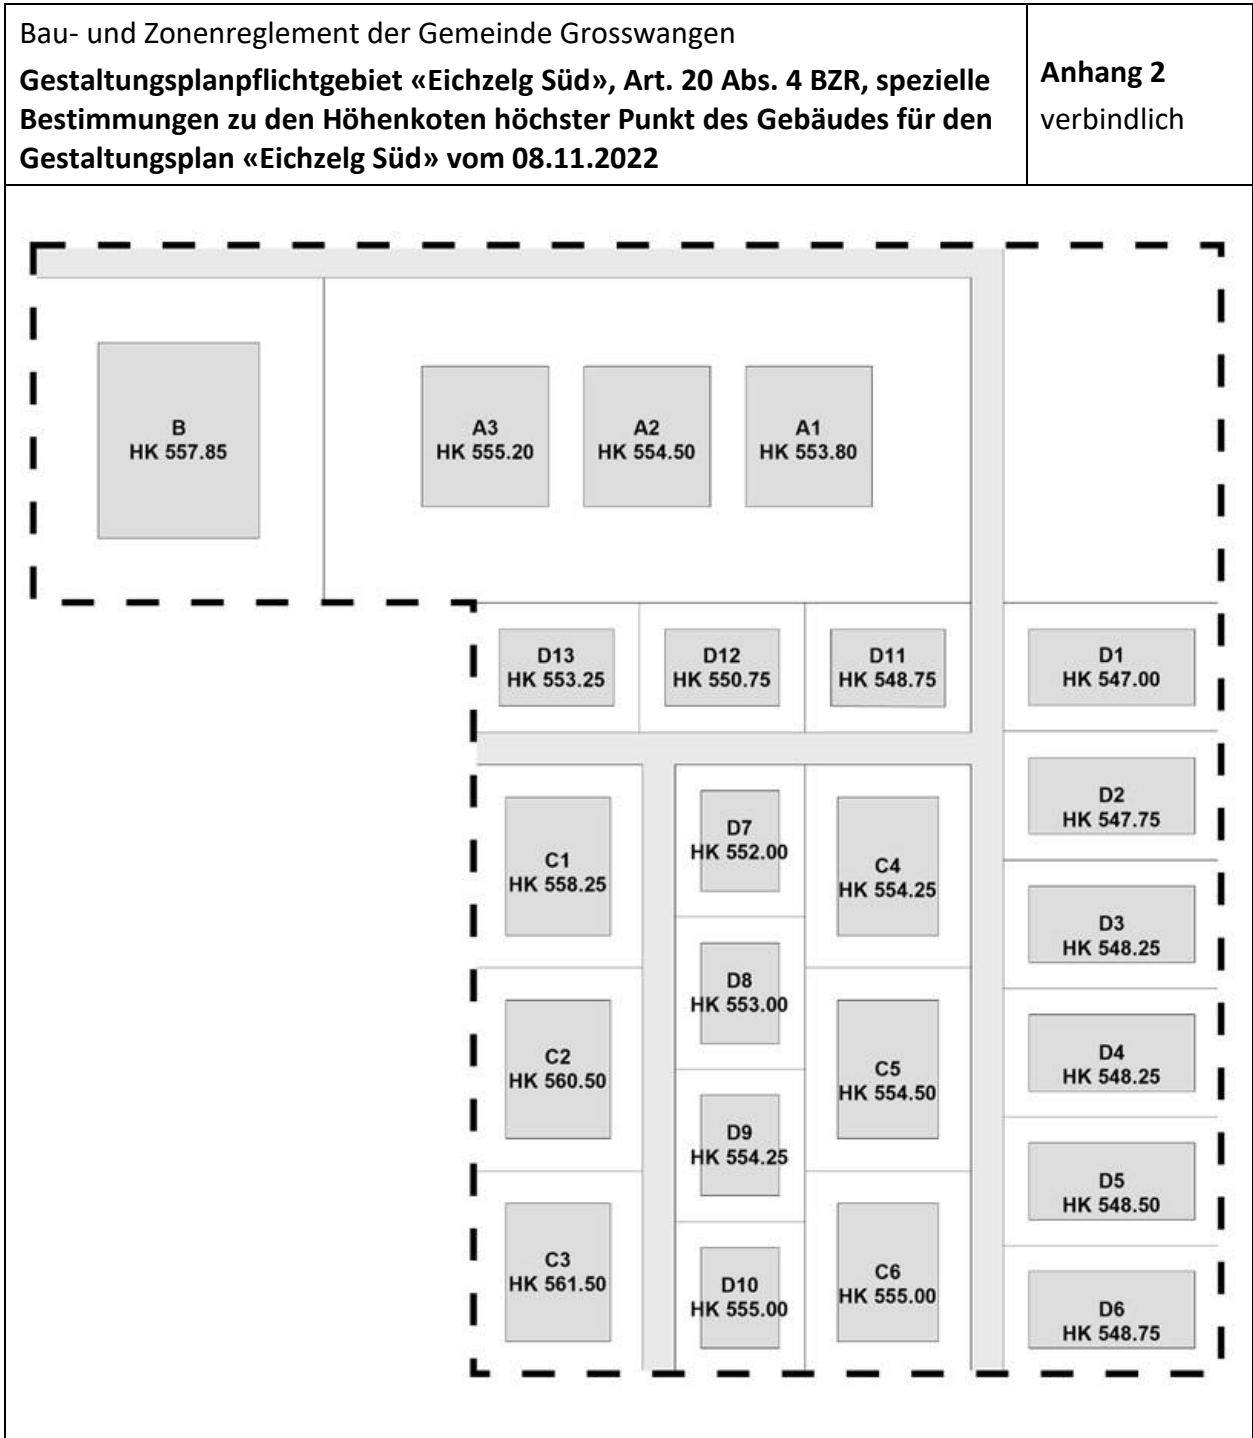 Bau- und Zonenreglement der Gemeinde Grosswangen
Gestaltungsplanpflichtgebiet «Eichzelg Süd», Art. 20 Abs. 4 BZR, spezielle
Bestimmungen zu den Höhenkoten höchster Punkt des Gebäudes für den
Gestaltungsplan «Eichzelg Süd» vom 08.11.2022
Anhang 2
verbindlich
B
HK 557.85
A3
HK 555.20
A2
HK 554.50
A1
HK 553.80
D13
HK 553.25
D12
HK 550.75
D11
HK 548.75
D1
HK 547.00
D2
HK 547.75
D7
HK 552.00
C1
HK 558.25
C4
HK 554.25
D3
HK 548.25
D8
HK 553.00
C2
HK 560.50
C5
HK 554.50
D4
HK 548.25
D9
HK 554.25
D5
HK 548.50
C3
HK 561.50
D10
HK 555.00
C6
HK 555.00
D6
HK 548.75